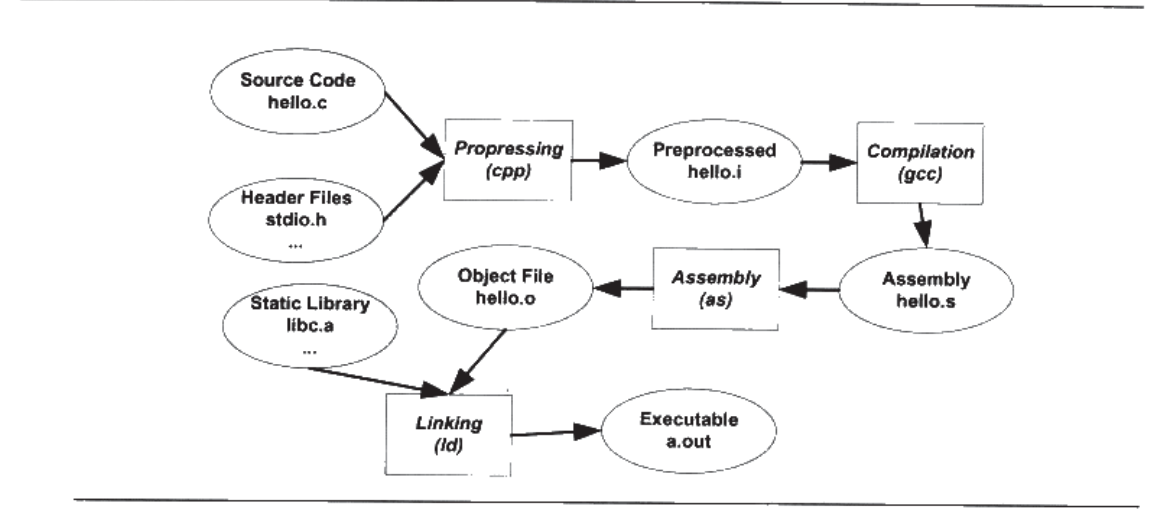 Source Code
hello.c
Header Files
stdio.h
...
Propressing
(cpp)
Preprocessed
hello.i
Compilation
(gcc)
Assembly
hello.s
Assembly
(as)
Object File
hello.o
Static Library
libc.a
...
Linking
(ld)
Executable
a.out